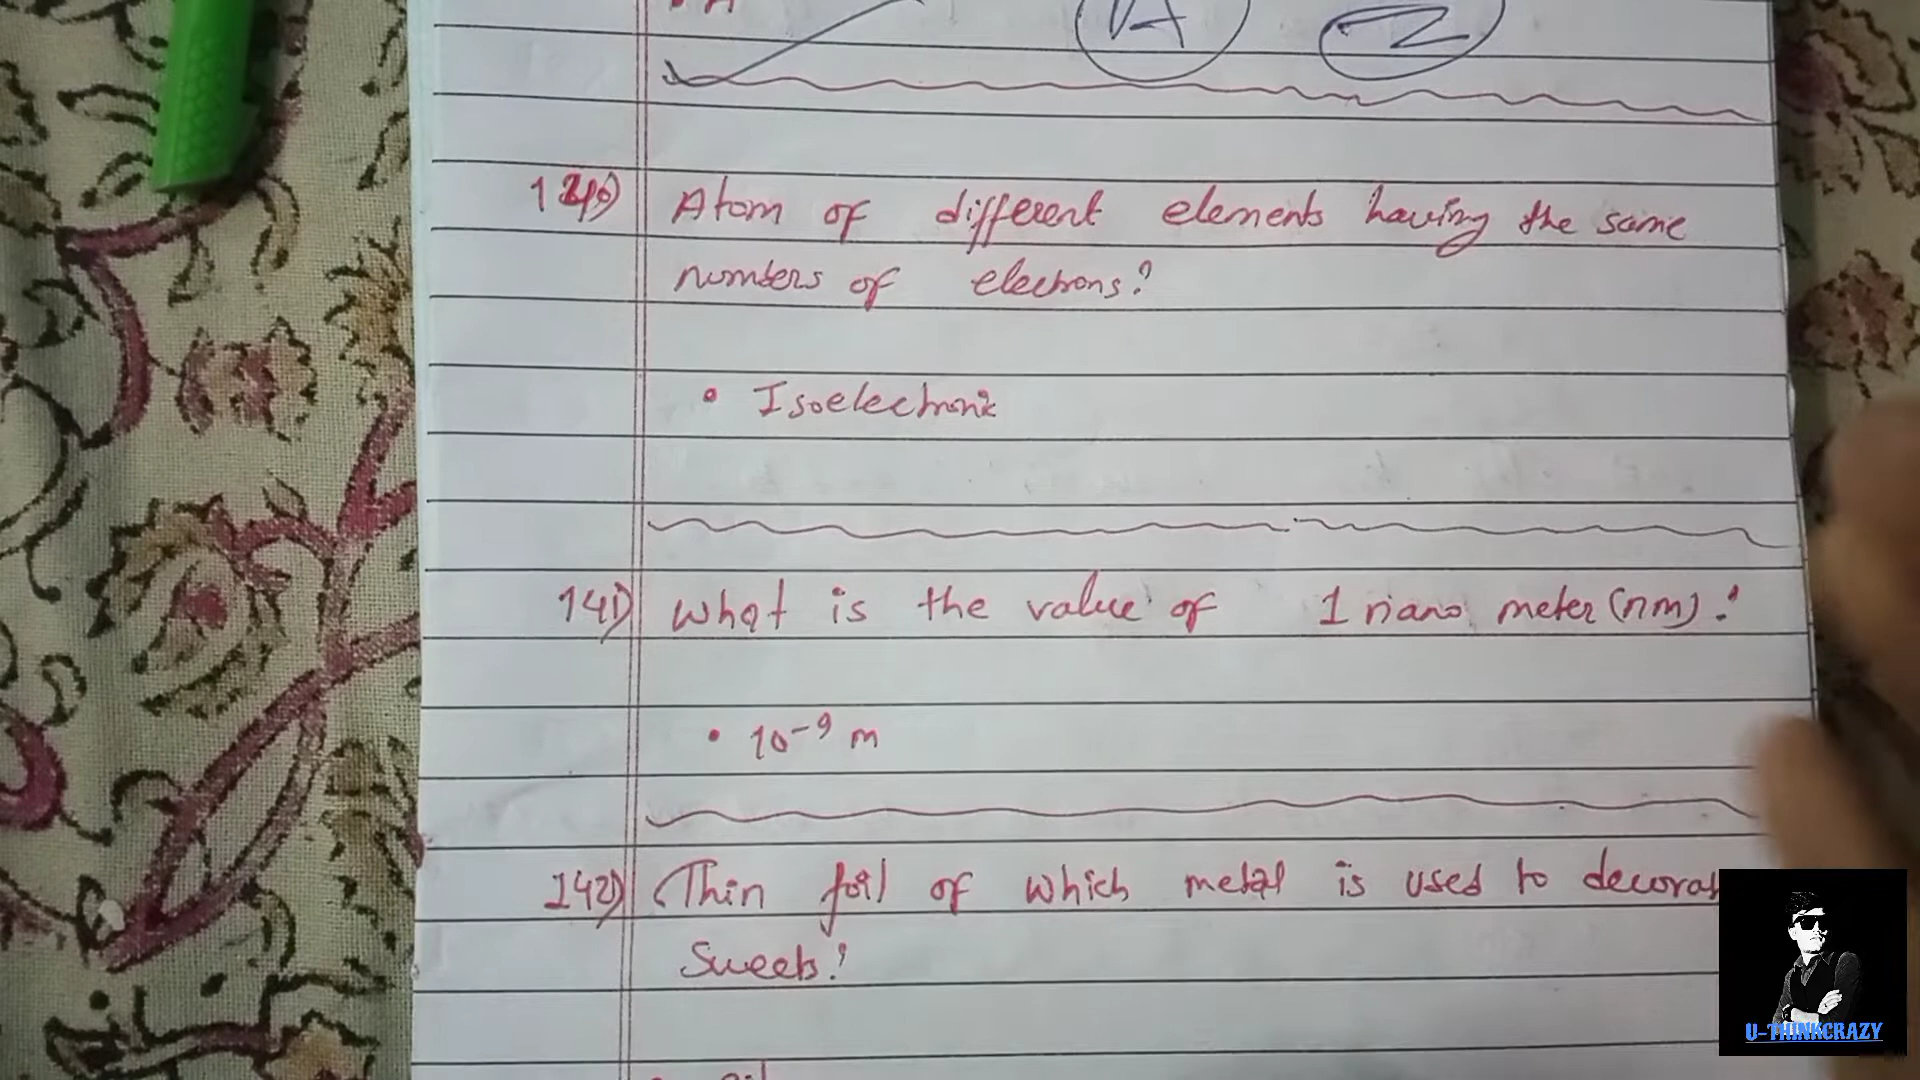 A Z
140) Atom of different elements having the same
numbers of electrons?
• Isoelectronic
141) What is the value of 1 nano meter (nm)?
• 10⁻⁹ m
142) Thin foil of which metal is used to decorat
Sweets?
U-THINKCRAZY